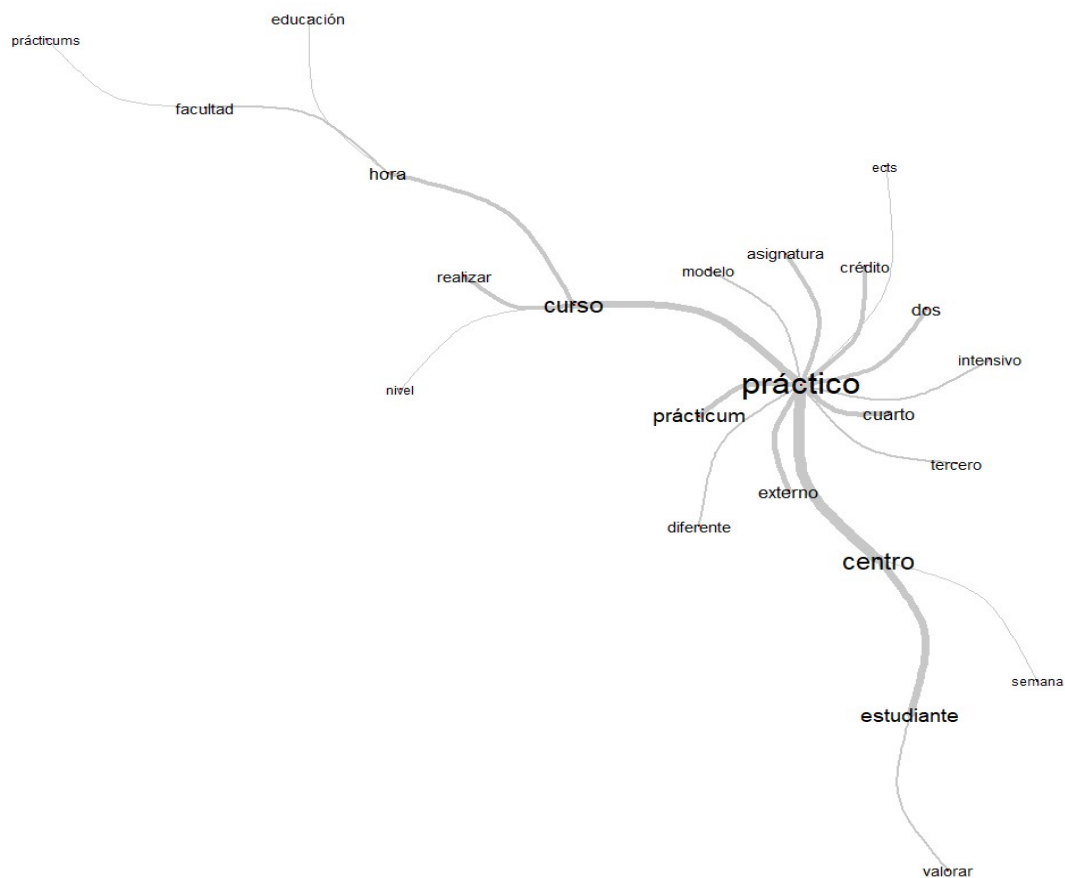 educación
prácticums
facultad
ects
hora
asignatura
crédito
modelo
realizar
curso
dos
intensivo
práctico
cuarto
prácticum
nivel
tercero
externo
diferente
centro
semana
estudiante
valorar